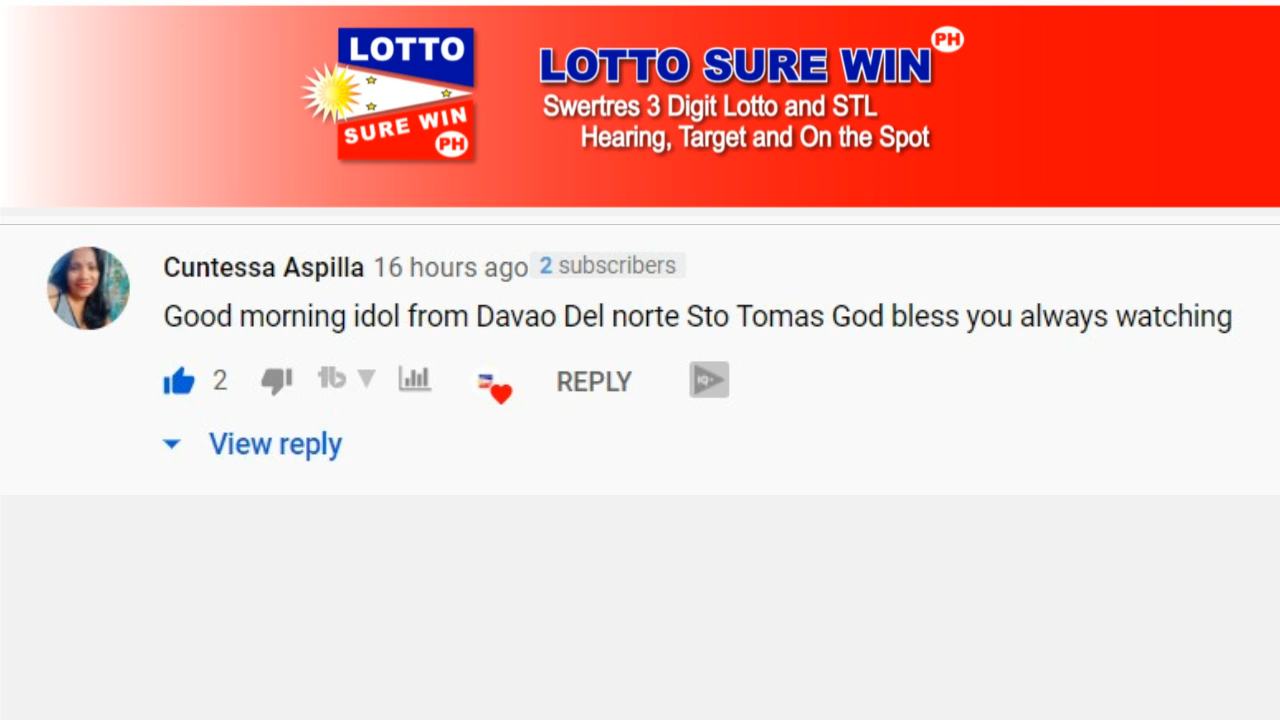 LOTTO
SURE WIN
PH
LOTTO SURE WIN PH
Swertres 3 Digit Lotto and STL
Hearing, Target and On the Spot
Cuntessa Aspilla 16 hours ago 2 subscribers
Good morning idol from Davao Del norte Sto Tomas God bless you always watching
2 tb REPLY IQ+
View reply